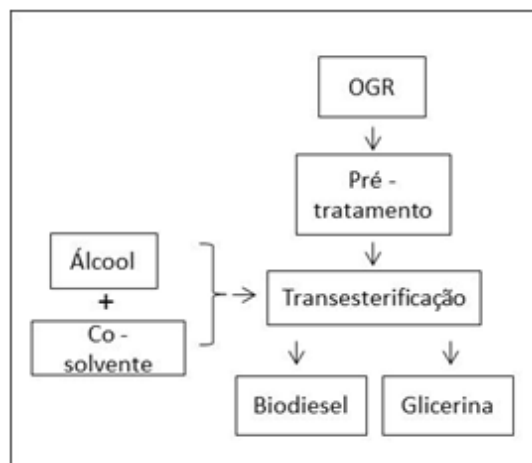 OGR
Pré -
tratamento
Álcool
+
Co -
solvente
Transesterificação
Biodiesel
Glicerina